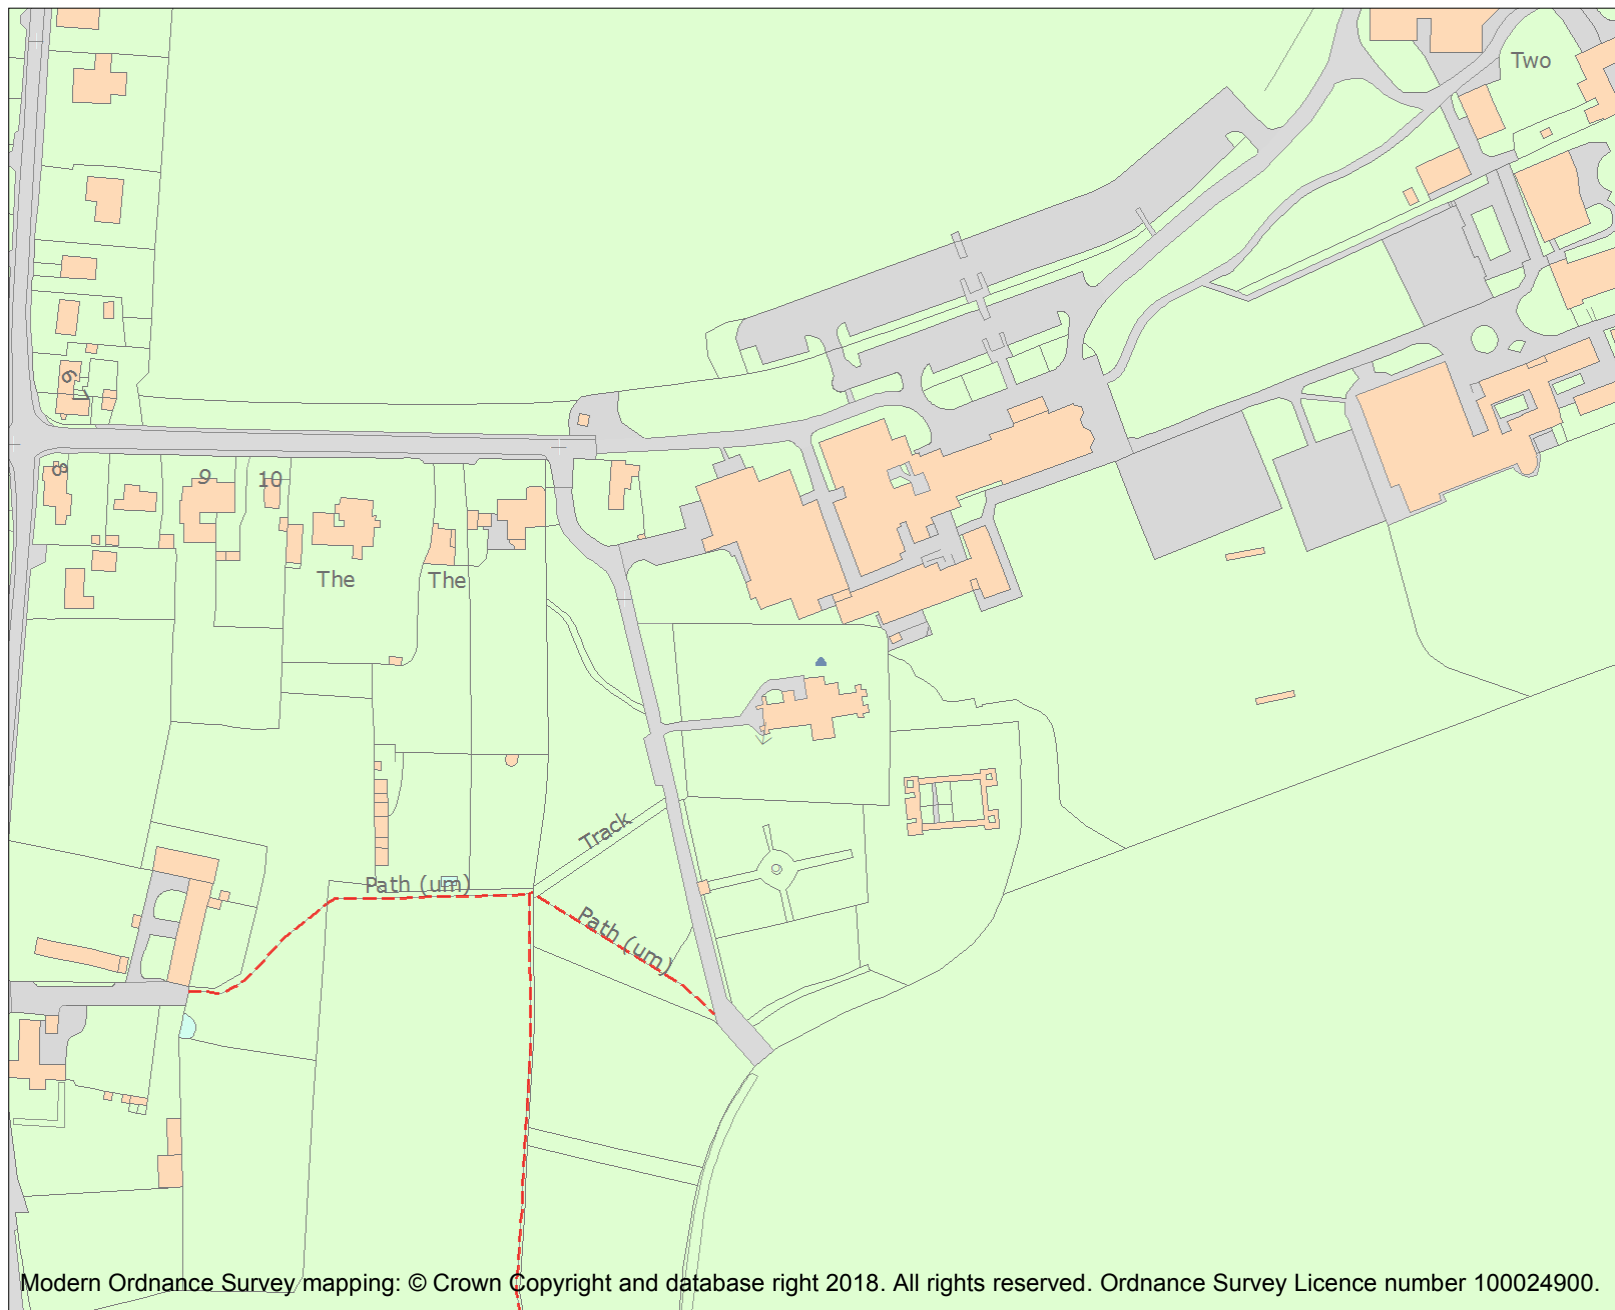 Two
6
7
8
9
10
The
The
Track
Path (um)
Path (um)
Modern Ordnance Survey mapping: © Crown Copyright and database right 2018. All rights reserved. Ordnance Survey Licence number 100024900.